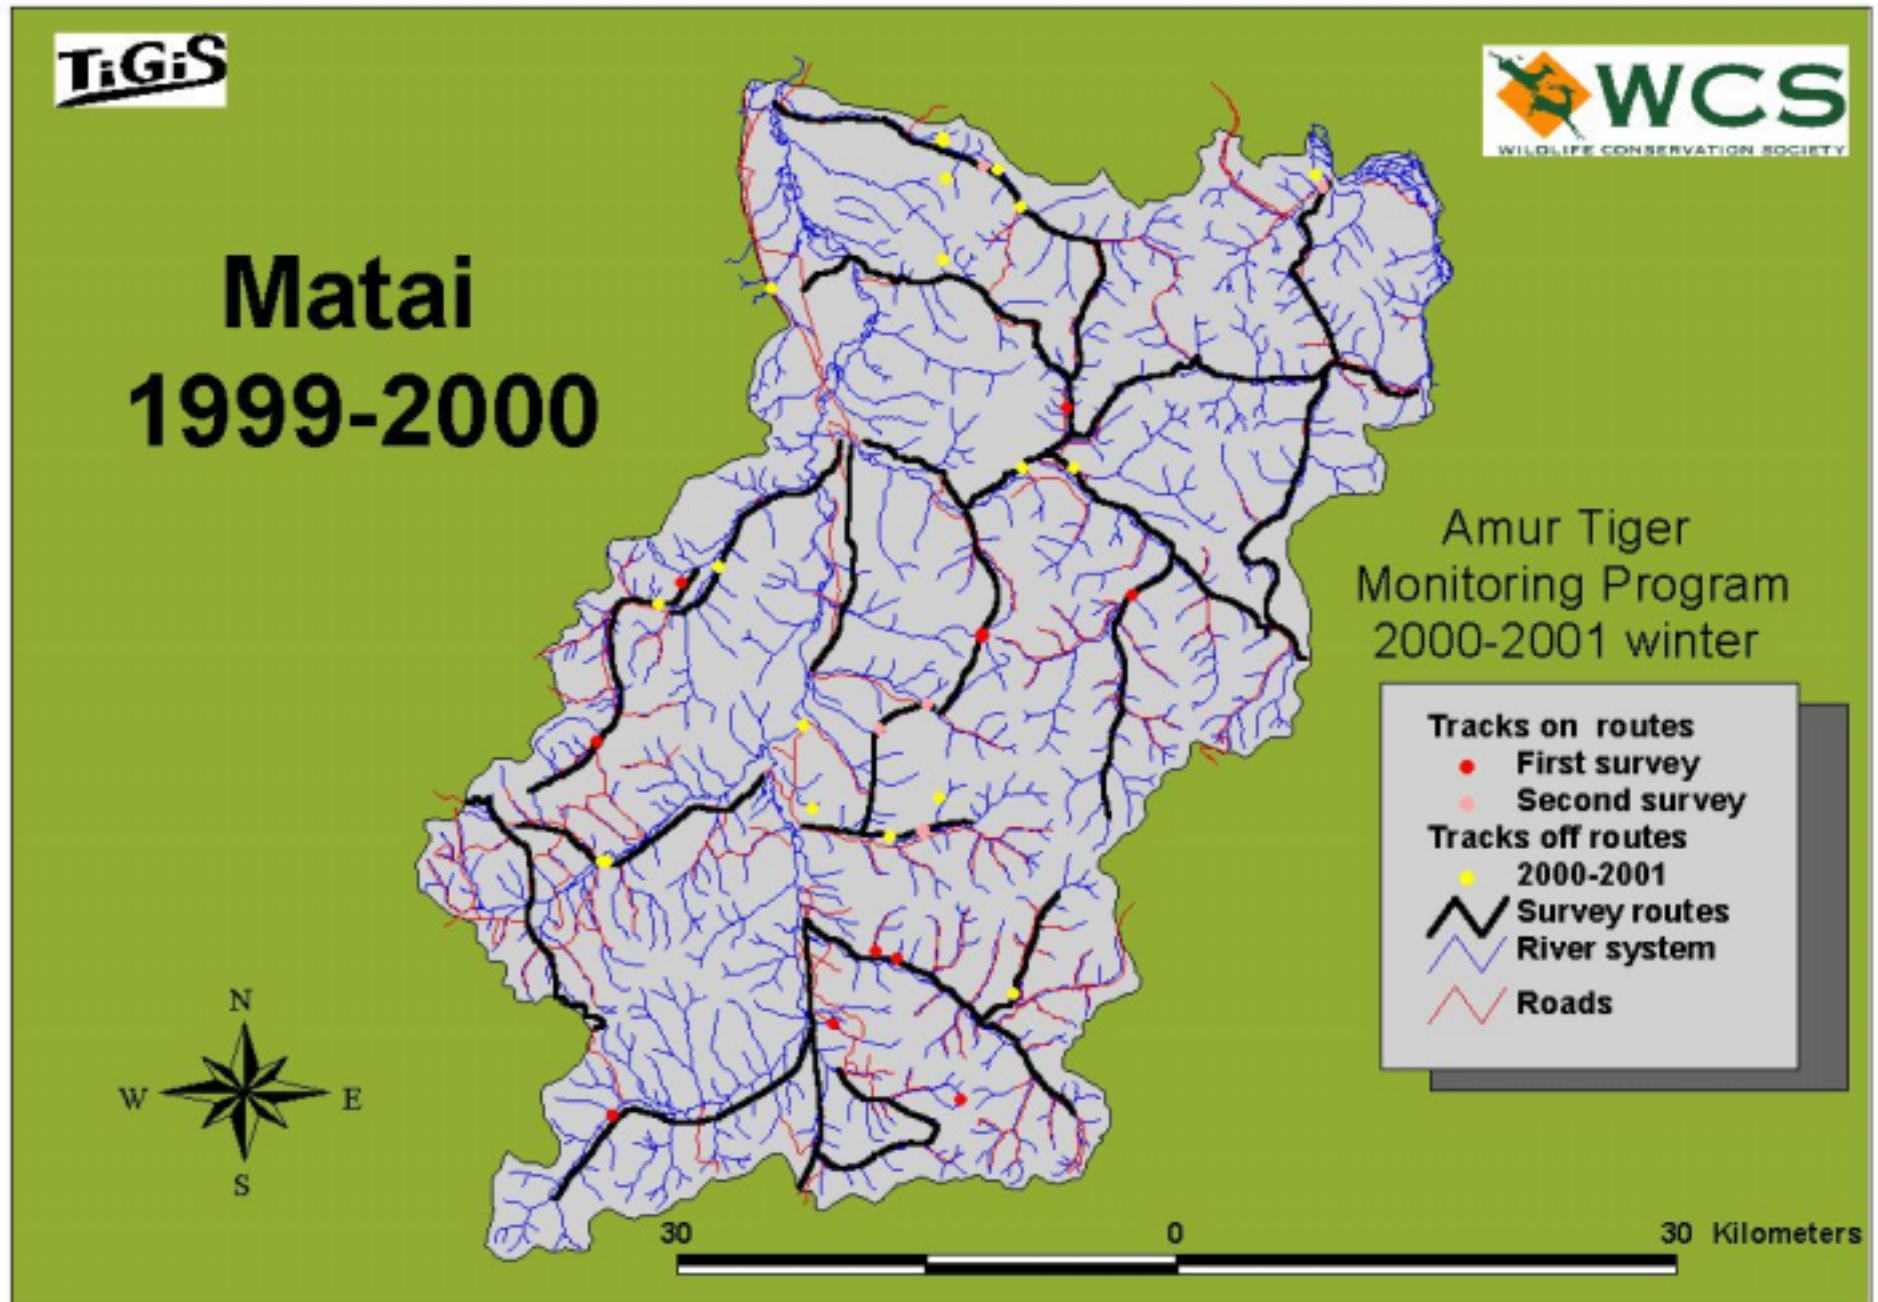 TiGiS
WCS
WILDLIFE CONSERVATION SOCIETY
Matai
1999-2000
Amur Tiger
Monitoring Program
2000-2001 winter
Tracks on routes
First survey
Second survey
Tracks off routes
2000-2001
Survey routes
River system
Roads
N
W E
S
30 0 30 Kilometers